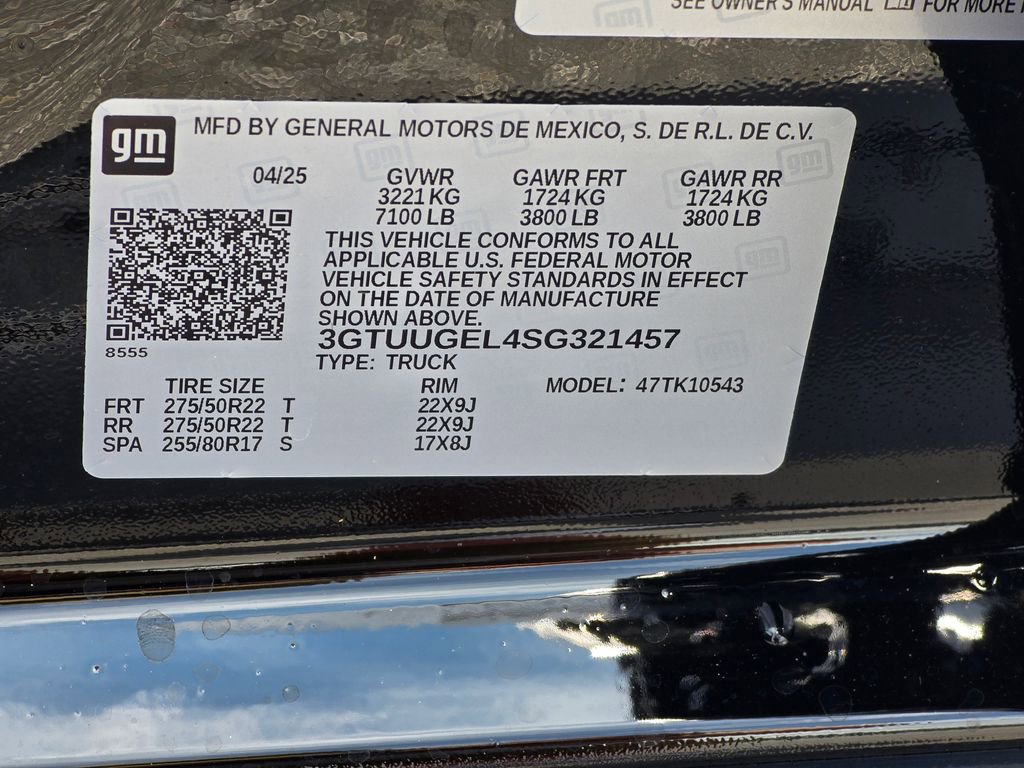 SEE OWNER'S MANUAL FOR MORE
gm
MFD BY GENERAL MOTORS DE MEXICO, S. DE R.L. DE C.V.
04/25 GVWR GAWR FRT GAWR RR
3221 KG 1724 KG 1724 KG
7100 LB 3800 LB 3800 LB
THIS VEHICLE CONFORMS TO ALL
APPLICABLE U.S. FEDERAL MOTOR
VEHICLE SAFETY STANDARDS IN EFFECT
ON THE DATE OF MANUFACTURE
SHOWN ABOVE.
3GTUUGEL4SG321457
8555
TYPE: TRUCK
TIRE SIZE RIM MODEL: 47TK10543
FRT 275/50R22 T 22X9J
RR 275/50R22 T 22X9J
SPA 255/80R17 S 17X8J